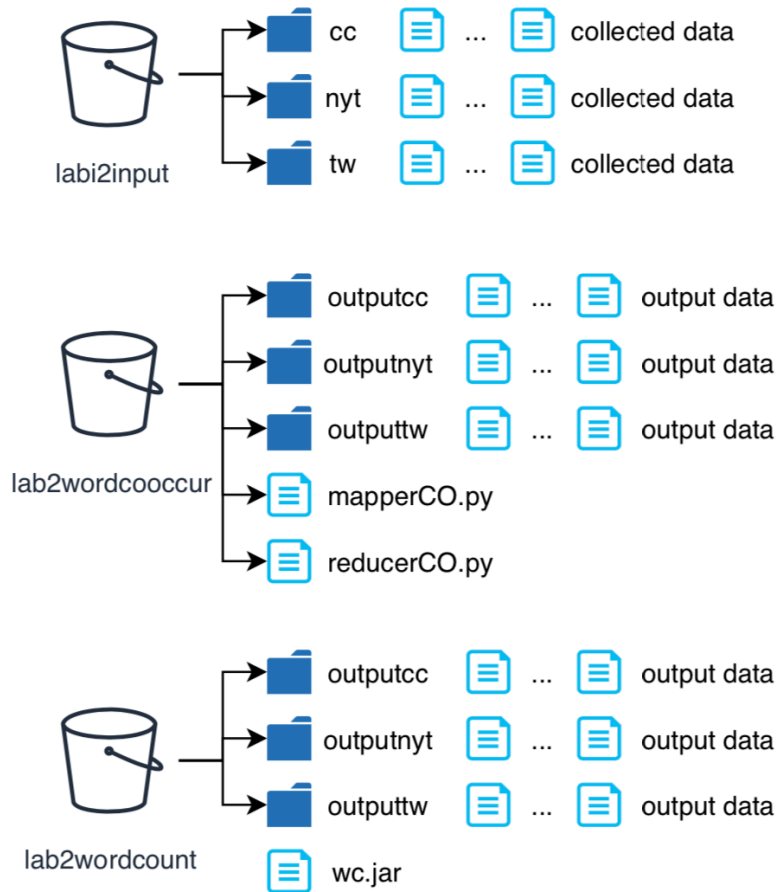 cc ... collected data
nyt ... collected data
tw ... collected data
labi2input
outputcc ... output data
outputnyt ... output data
outputtw ... output data
lab2wordcooccur
mapperCO.py
reducerCO.py
outputcc ... output data
outputnyt ... output data
outputtw ... output data
lab2wordcount
wc.jar